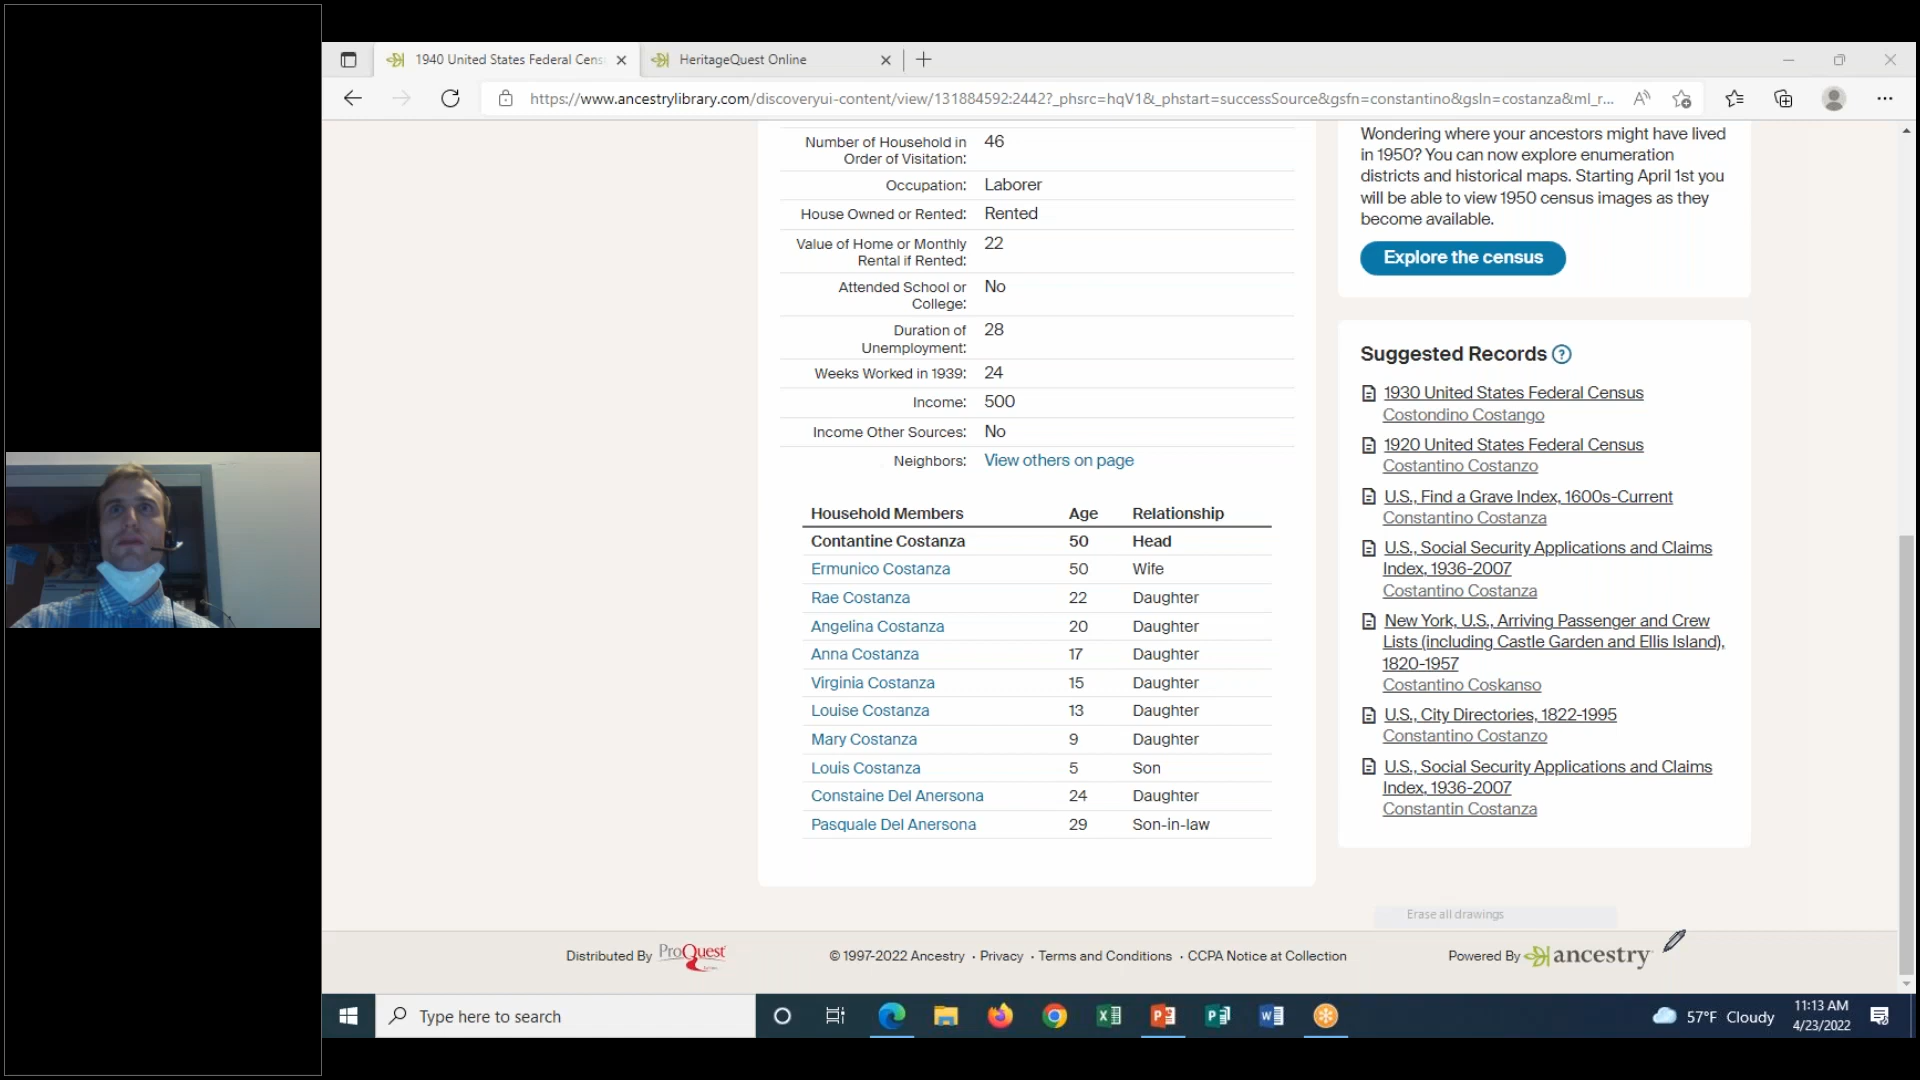 1940 United States Federal Cens
HeritageQuest Online
https://www.ancestrylibrary.com/discoveryui-content/view/131884592:2442?_phsrc=hqV1&_phstart=successSource&gsfn=constantino&gsln=costanza&ml_r...
Number of Household in
Order of Visitation:
46
Occupation: Laborer
House Owned or Rented: Rented
Value of Home or Monthly
Rental if Rented:
22
Attended School or
College:
No
Duration of
Unemployment:
28
Weeks Worked in 1939: 24
Income: 500
Income Other Sources: No
Neighbors: View others on page
Household Members Age Relationship
Contantine Costanza 50 Head
Ermunico Costanza 50 Wife
Rae Costanza 22 Daughter
Angelina Costanza 20 Daughter
Anna Costanza 17 Daughter
Virginia Costanza 15 Daughter
Louise Costanza 13 Daughter
Mary Costanza 9 Daughter
Louis Costanza 5 Son
Constaine Del Anersona 24 Daughter
Pasquale Del Anersona 29 Son-in-law
Wondering where your ancestors might have lived
in 1950? You can now explore enumeration
districts and historical maps. Starting April 1st you
will be able to view 1950 census images as they
become available.
Explore the census
Suggested Records ?
1930 United States Federal Census
Costondino Costango
1920 United States Federal Census
Costantino Costanzo
U.S., Find a Grave Index, 1600s-Current
Constantino Costanza
U.S., Social Security Applications and Claims
Index, 1936-2007
Costantino Costanza
New York, U.S., Arriving Passenger and Crew
Lists (including Castle Garden and Ellis Island),
1820-1957
Costantino Coskanso
U.S., City Directories, 1822-1995
Constantino Costanzo
U.S., Social Security Applications and Claims
Index, 1936-2007
Constantin Costanza
Erase all drawings
Distributed By ProQuest
© 1997-2022 Ancestry · Privacy · Terms and Conditions · CCPA Notice at Collection
Powered By ancestry
Type here to search
57°F Cloudy
11:13 AM
4/23/2022